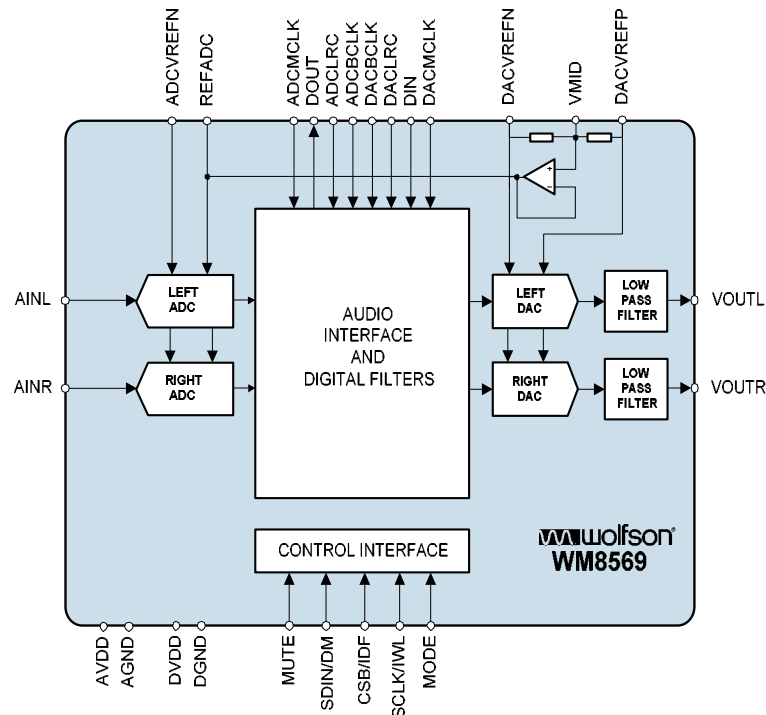 ADCVREFN
REFADC
ADCMCLK
DOUT
ADCLRC
ADCBCLK
DACBCLK
DACLRC
DIN
DACMCLK
DACVREFN
VMID
DACVREFP
+
−
AINL
LEFT
ADC
AUDIO
INTERFACE
AND
DIGITAL FILTERS
LEFT
DAC
LOW
PASS
FILTER
VOUTL
AINR
RIGHT
ADC
RIGHT
DAC
LOW
PASS
FILTER
VOUTR
CONTROL INTERFACE
wolfson®
WM8569
AVDD
AGND
DVDD
DGND
MUTE
SDIN/DM
CSB/IDF
SCLK/IWL
MODE